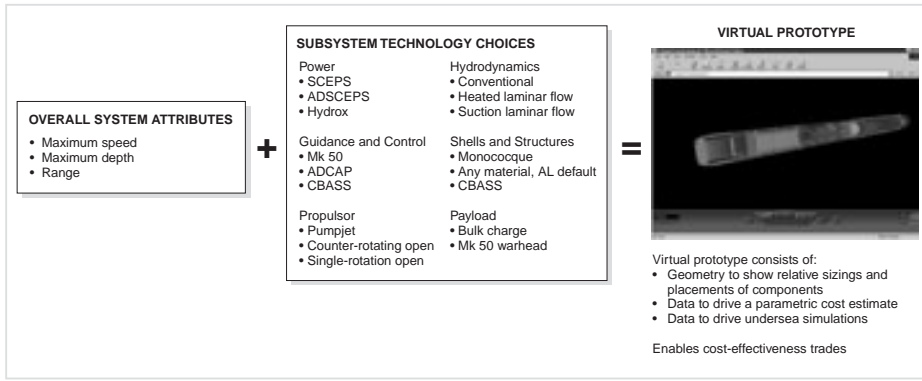 OVERALL SYSTEM ATTRIBUTES
• Maximum speed
• Maximum depth
• Range
+
SUBSYSTEM TECHNOLOGY CHOICES
Power
• SCEPS
• ADSCEPS
• Hydrox
Guidance and Control
• Mk 50
• ADCAP
• CBASS
Propulsor
• Pumpjet
• Counter-rotating open
• Single-rotation open
Hydrodynamics
• Conventional
• Heated laminar flow
• Suction laminar flow
Shells and Structures
• Monococque
• Any material, AL default
• CBASS
Payload
• Bulk charge
• Mk 50 warhead
=
VIRTUAL PROTOTYPE
Virtual prototype consists of:
• Geometry to show relative sizings and
placements of components
• Data to drive a parametric cost estimate
• Data to drive undersea simulations
Enables cost-effectiveness trades